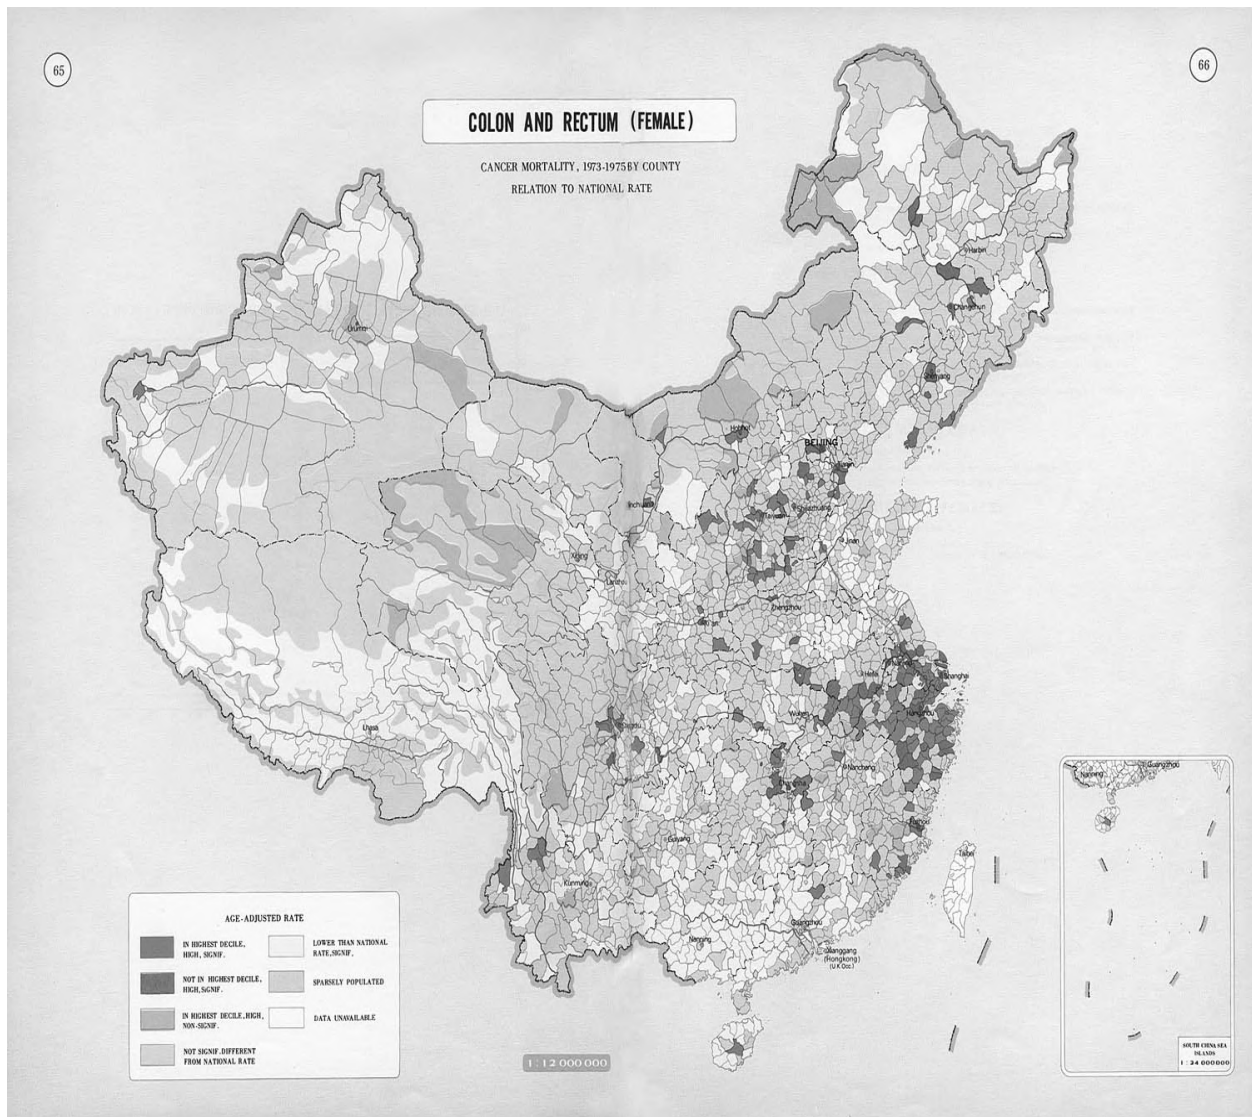 65
66
COLON AND RECTUM (FEMALE)
CANCER MORTALITY, 1973-1975 BY COUNTY
RELATION TO NATIONAL RATE
Harbin
Changchun
Urumqi
Shenyang
Hohhot
BEIJING
Tianjin
Yinchuan
Shijiazhuang
Taiyuan
Jinan
Xining
Lanzhou
Zhengzhou
Xi'an
Nanjing
Hefei
Shanghai
Wuhan
Hangzhou
Lhasa
Chengdu
Nanchang
Changsha
Fuzhou
Guiyang
Taibei
Kunming
Guangzhou
Nanning
Xianggang
(Hongkong)
(U.K.Occ.)
Nanning
Guangzhou
AGE-ADJUSTED RATE
IN HIGHEST DECILE,
HIGH, SIGNIF.
NOT IN HIGHEST DECILE,
HIGH, SIGNIF.
IN HIGHEST DECILE, HIGH,
NON-SIGNIF.
NOT SIGNIF. DIFFERENT
FROM NATIONAL RATE
LOWER THAN NATIONAL
RATE, SIGNIF.
SPARSELY POPULATED
DATA UNAVAILABLE
1:12 000 000
SOUTH CHINA SEA
ISLANDS
1:24 000 000